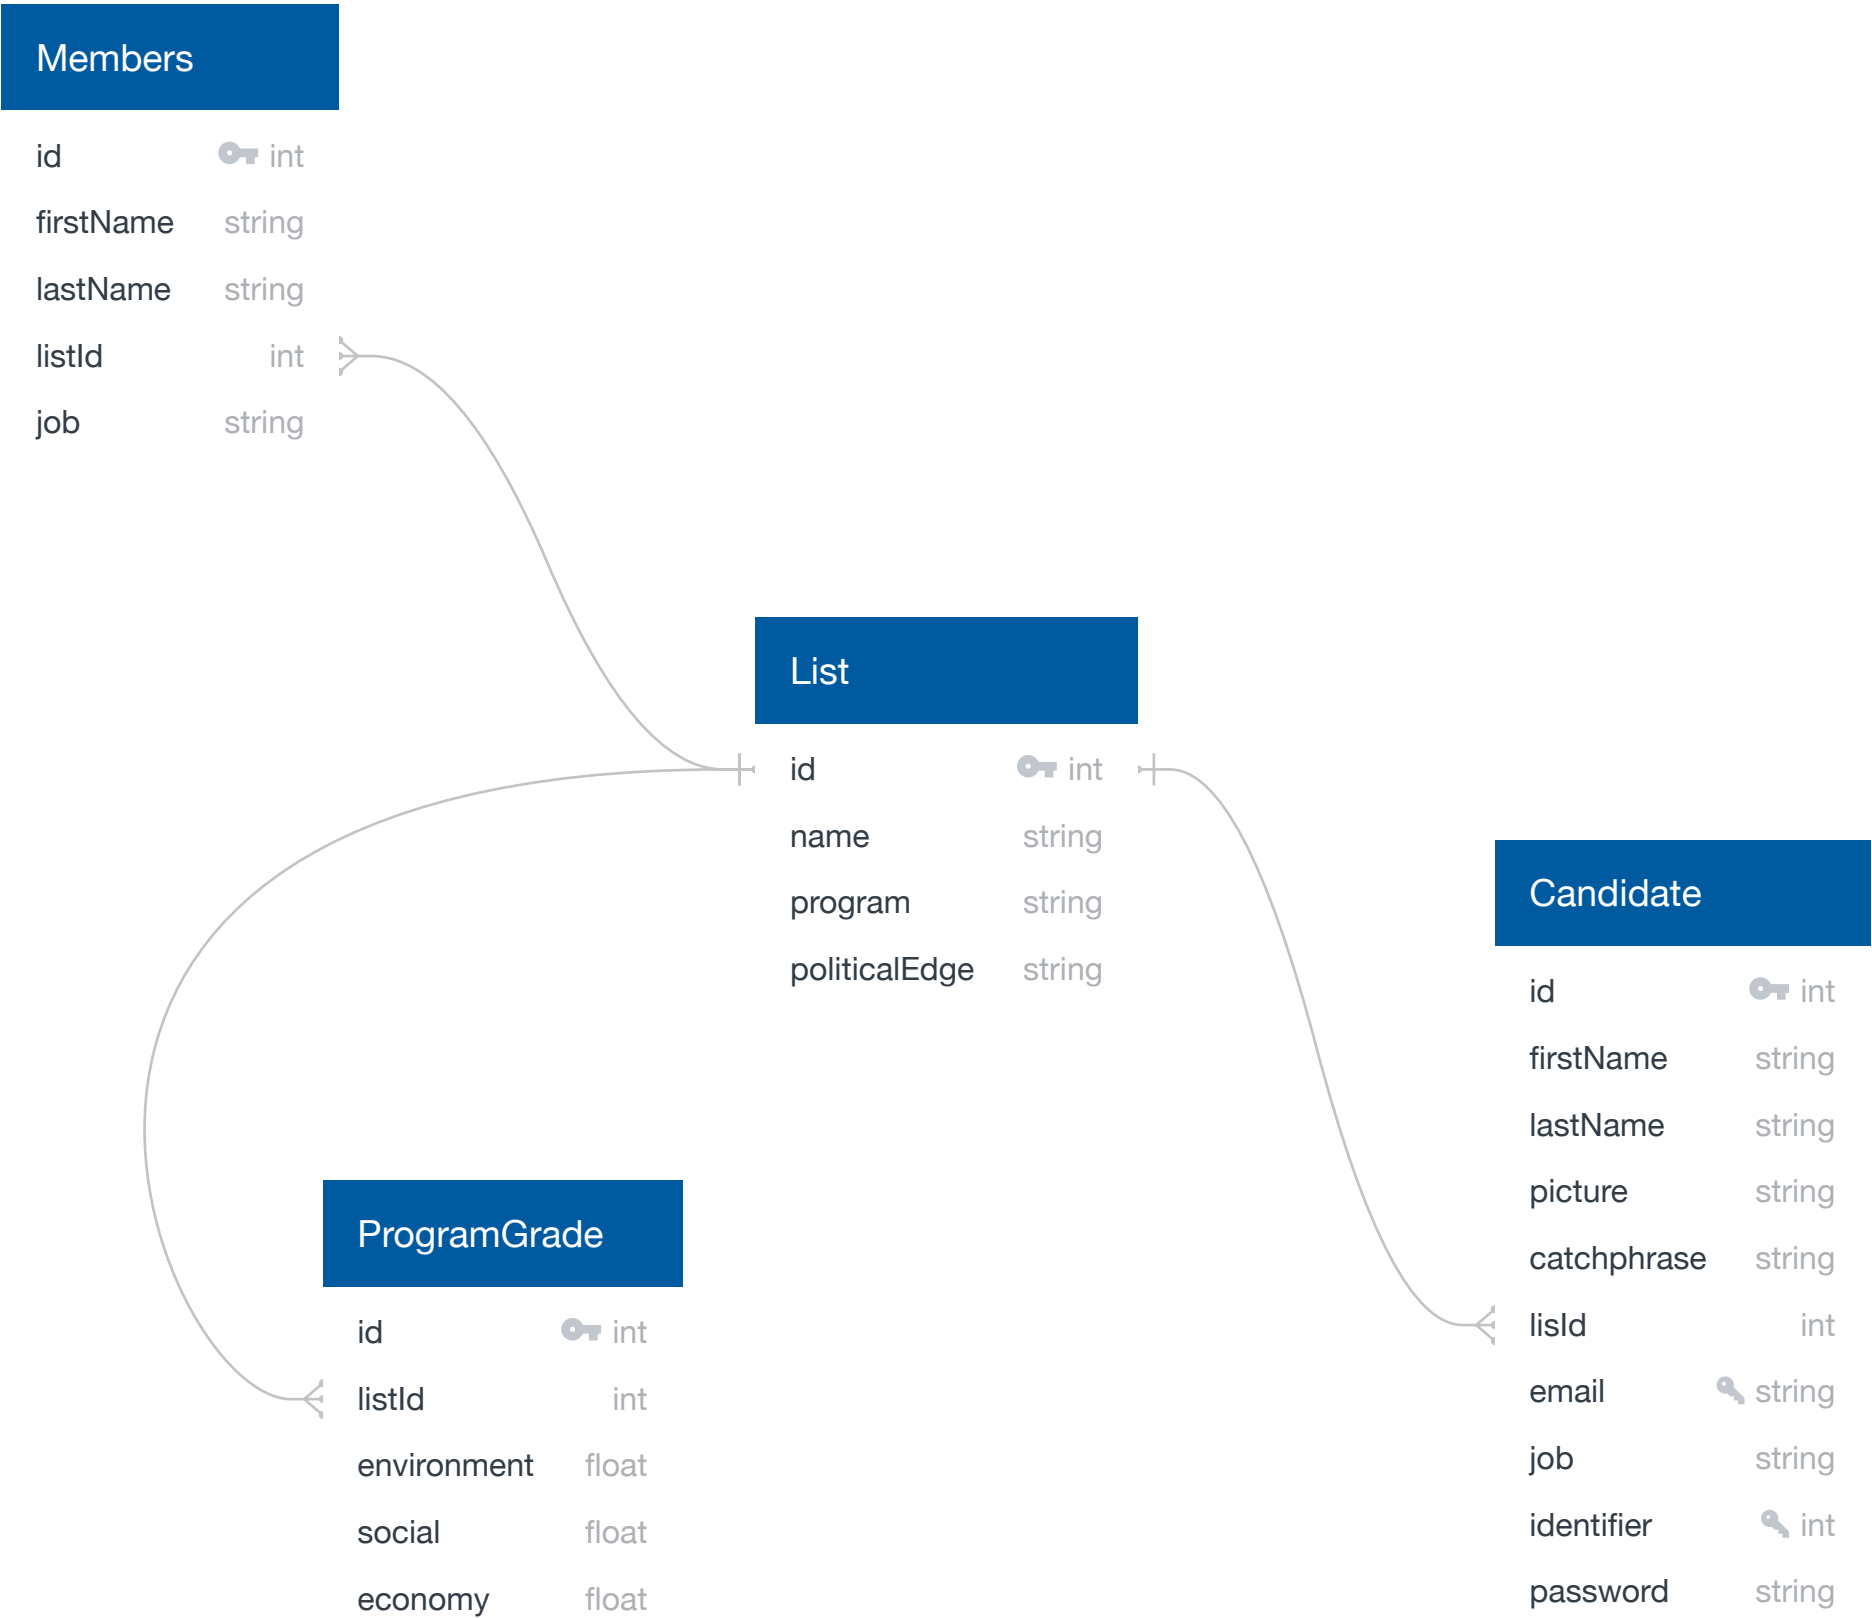 Members
id int
firstName string
lastName string
listId int
job string
List
id int
name string
program string
politicalEdge string
Candidate
id int
firstName string
lastName string
picture string
catchphrase string
lisId int
email string
job string
identifier int
password string
ProgramGrade
id int
listId int
environment float
social float
economy float